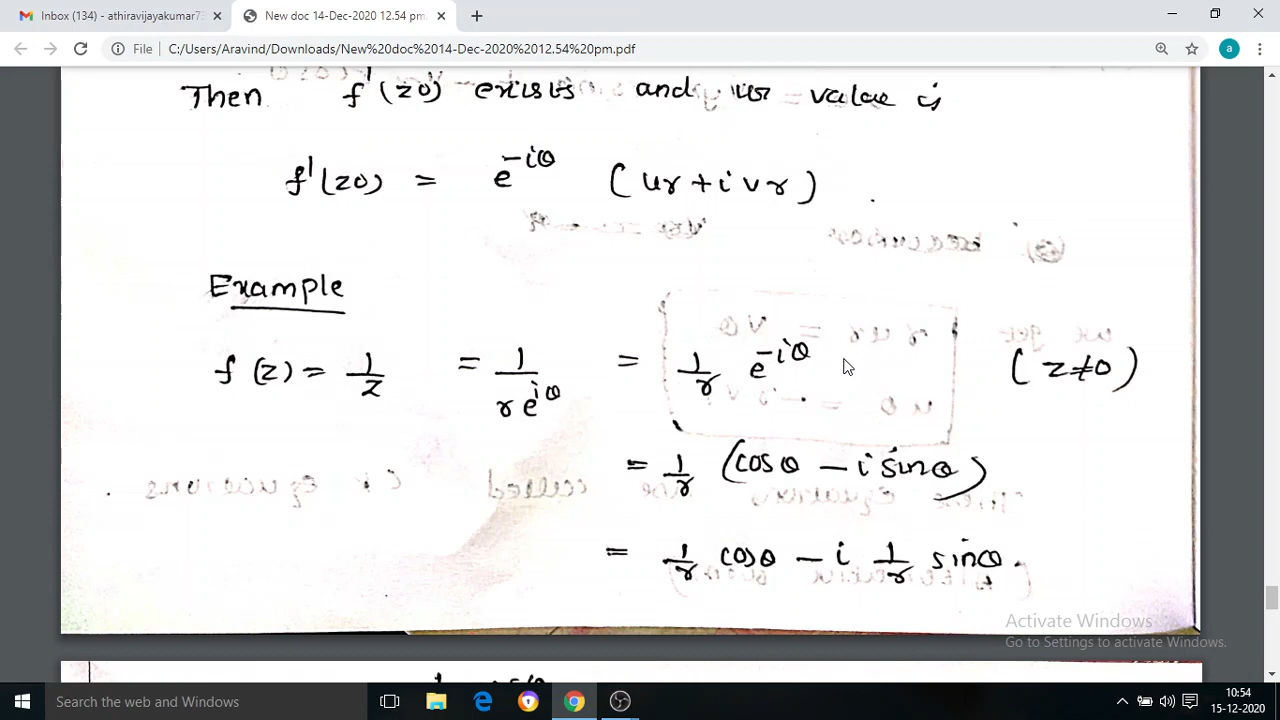 Inbox (134) - athiravijayakumar73
New doc 14-Dec-2020 12.54 pm.
File | C:/Users/Aravind/Downloads/New%20doc%2014-Dec-2020%2012.54%20pm.pdf
a
Then f'(z0) exists and its value is
f'(z0) = e^-iθ (ur + i vr).
Example
f(z) = 1/z = 1/re^iθ = 1/r e^-iθ (z≠0)
= 1/r (cosθ - i sinθ)
= 1/r cosθ - i 1/r sinθ.
Activate Windows
Go to Settings to activate Windows.
Search the web and Windows
10:54
15-12-2020